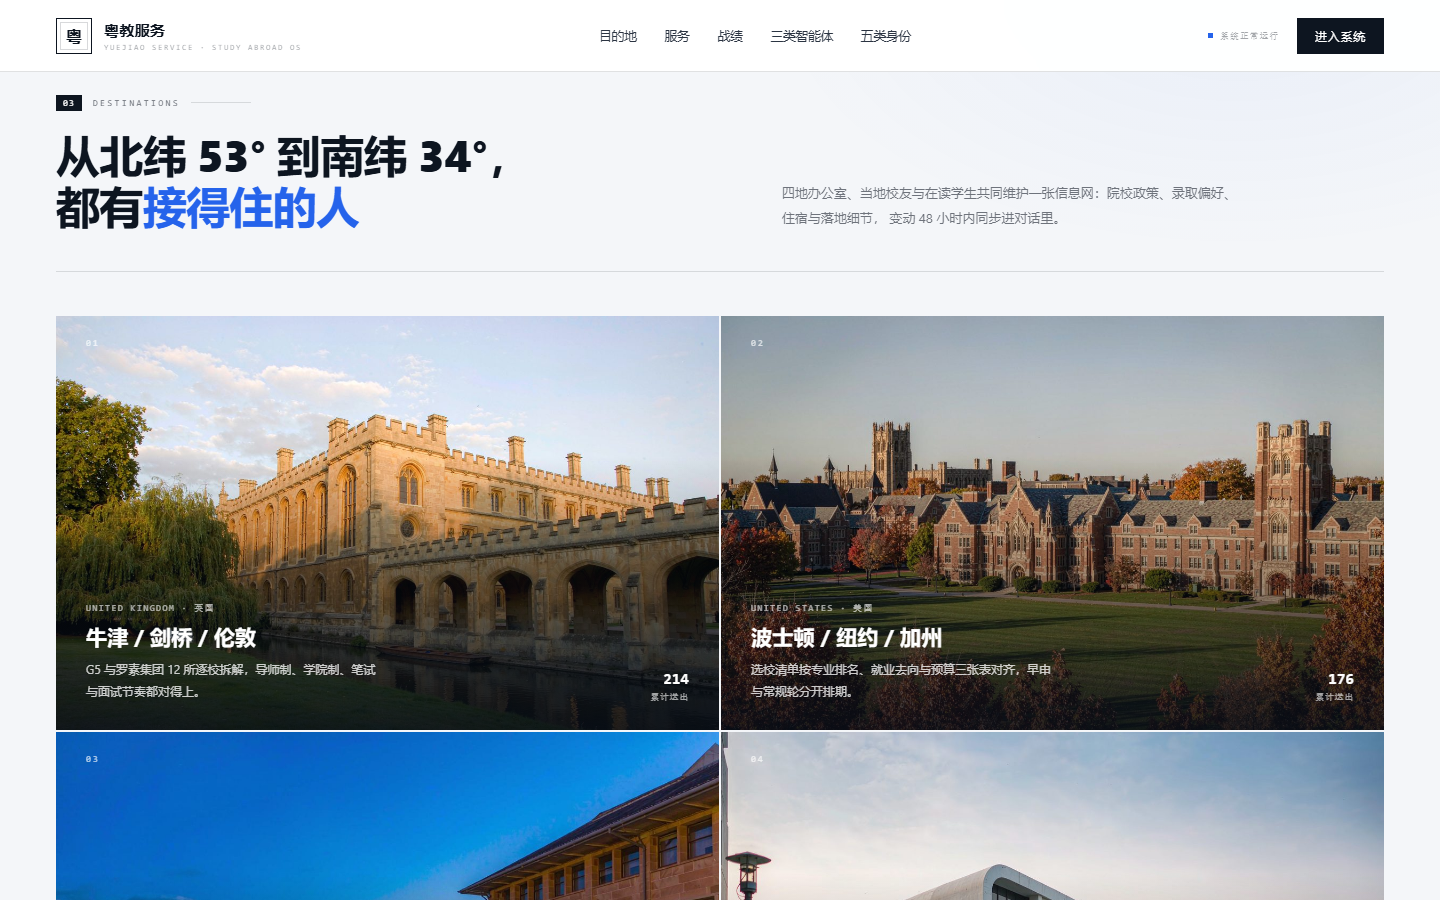 粤
粤教服务
YUEJIAO SERVICE · STUDY ABROAD OS
目的地
服务
战绩
三类智能体
五类身份
系统正常运行
进入系统
03
DESTINATIONS
从北纬 53° 到南纬 34°,
都有接得住的人
四地办公室、当地校友与在读学生共同维护一张信息网：院校政策、录取偏好、
住宿与落地细节， 变动 48 小时内同步进对话里。
01
UNITED KINGDOM · 英国
牛津 / 剑桥 / 伦敦
G5 与罗素集团 12 所逐校拆解，导师制、学院制、笔试
与面试节奏都对得上。
214
累计送出
02
UNITED STATES · 美国
波士顿 / 纽约 / 加州
选校清单按专业排名、就业去向与预算三张表对齐，早申
与常规轮分开排期。
176
累计送出
03
04